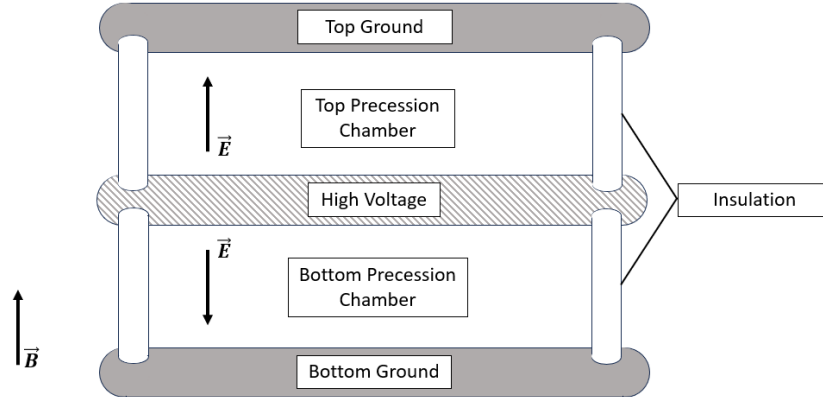 Top Ground
Top Precession
Chamber
E
High Voltage
Insulation
E
Bottom Precession
Chamber
B
Bottom Ground